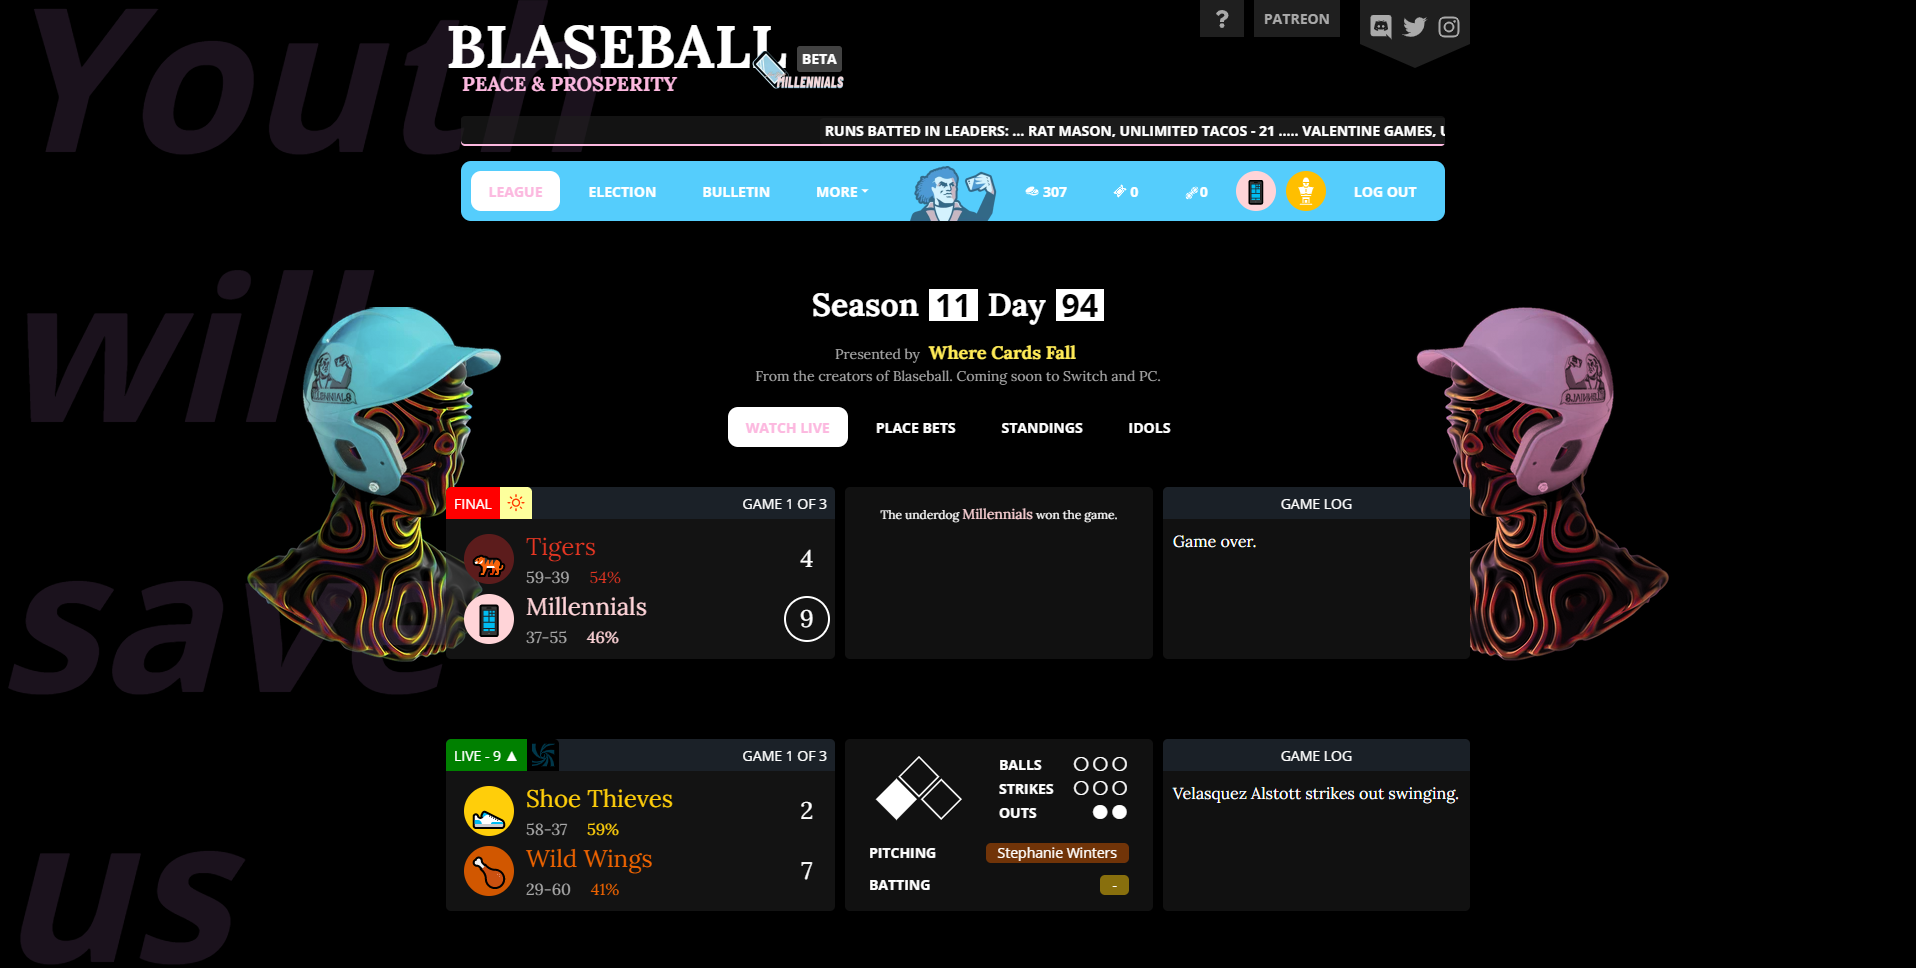 Youth
will
save
us
?
PATREON
BLASEBALL
BETA
PEACE & PROSPERITY
MILLENNIALS
RUNS BATTED IN LEADERS: ... RAT MASON, UNLIMITED TACOS - 21 ..... VALENTINE GAMES, U
LEAGUE
ELECTION
BULLETIN
MORE
307
0
0
LOG OUT
Season 11 Day 94
Presented by Where Cards Fall
From the creators of Blaseball. Coming soon to Switch and PC.
WATCH LIVE
PLACE BETS
STANDINGS
IDOLS
FINAL
GAME 1 OF 3
Tigers
59-39 54%
4
Millennials
37-55 46%
9
The underdog Millennials won the game.
GAME LOG
Game over.
LIVE - 9 ▲
GAME 1 OF 3
Shoe Thieves
58-37 59%
2
Wild Wings
29-60 41%
7
BALLS
STRIKES
OUTS
PITCHING Stephanie Winters
BATTING -
GAME LOG
Velasquez Alstott strikes out swinging.